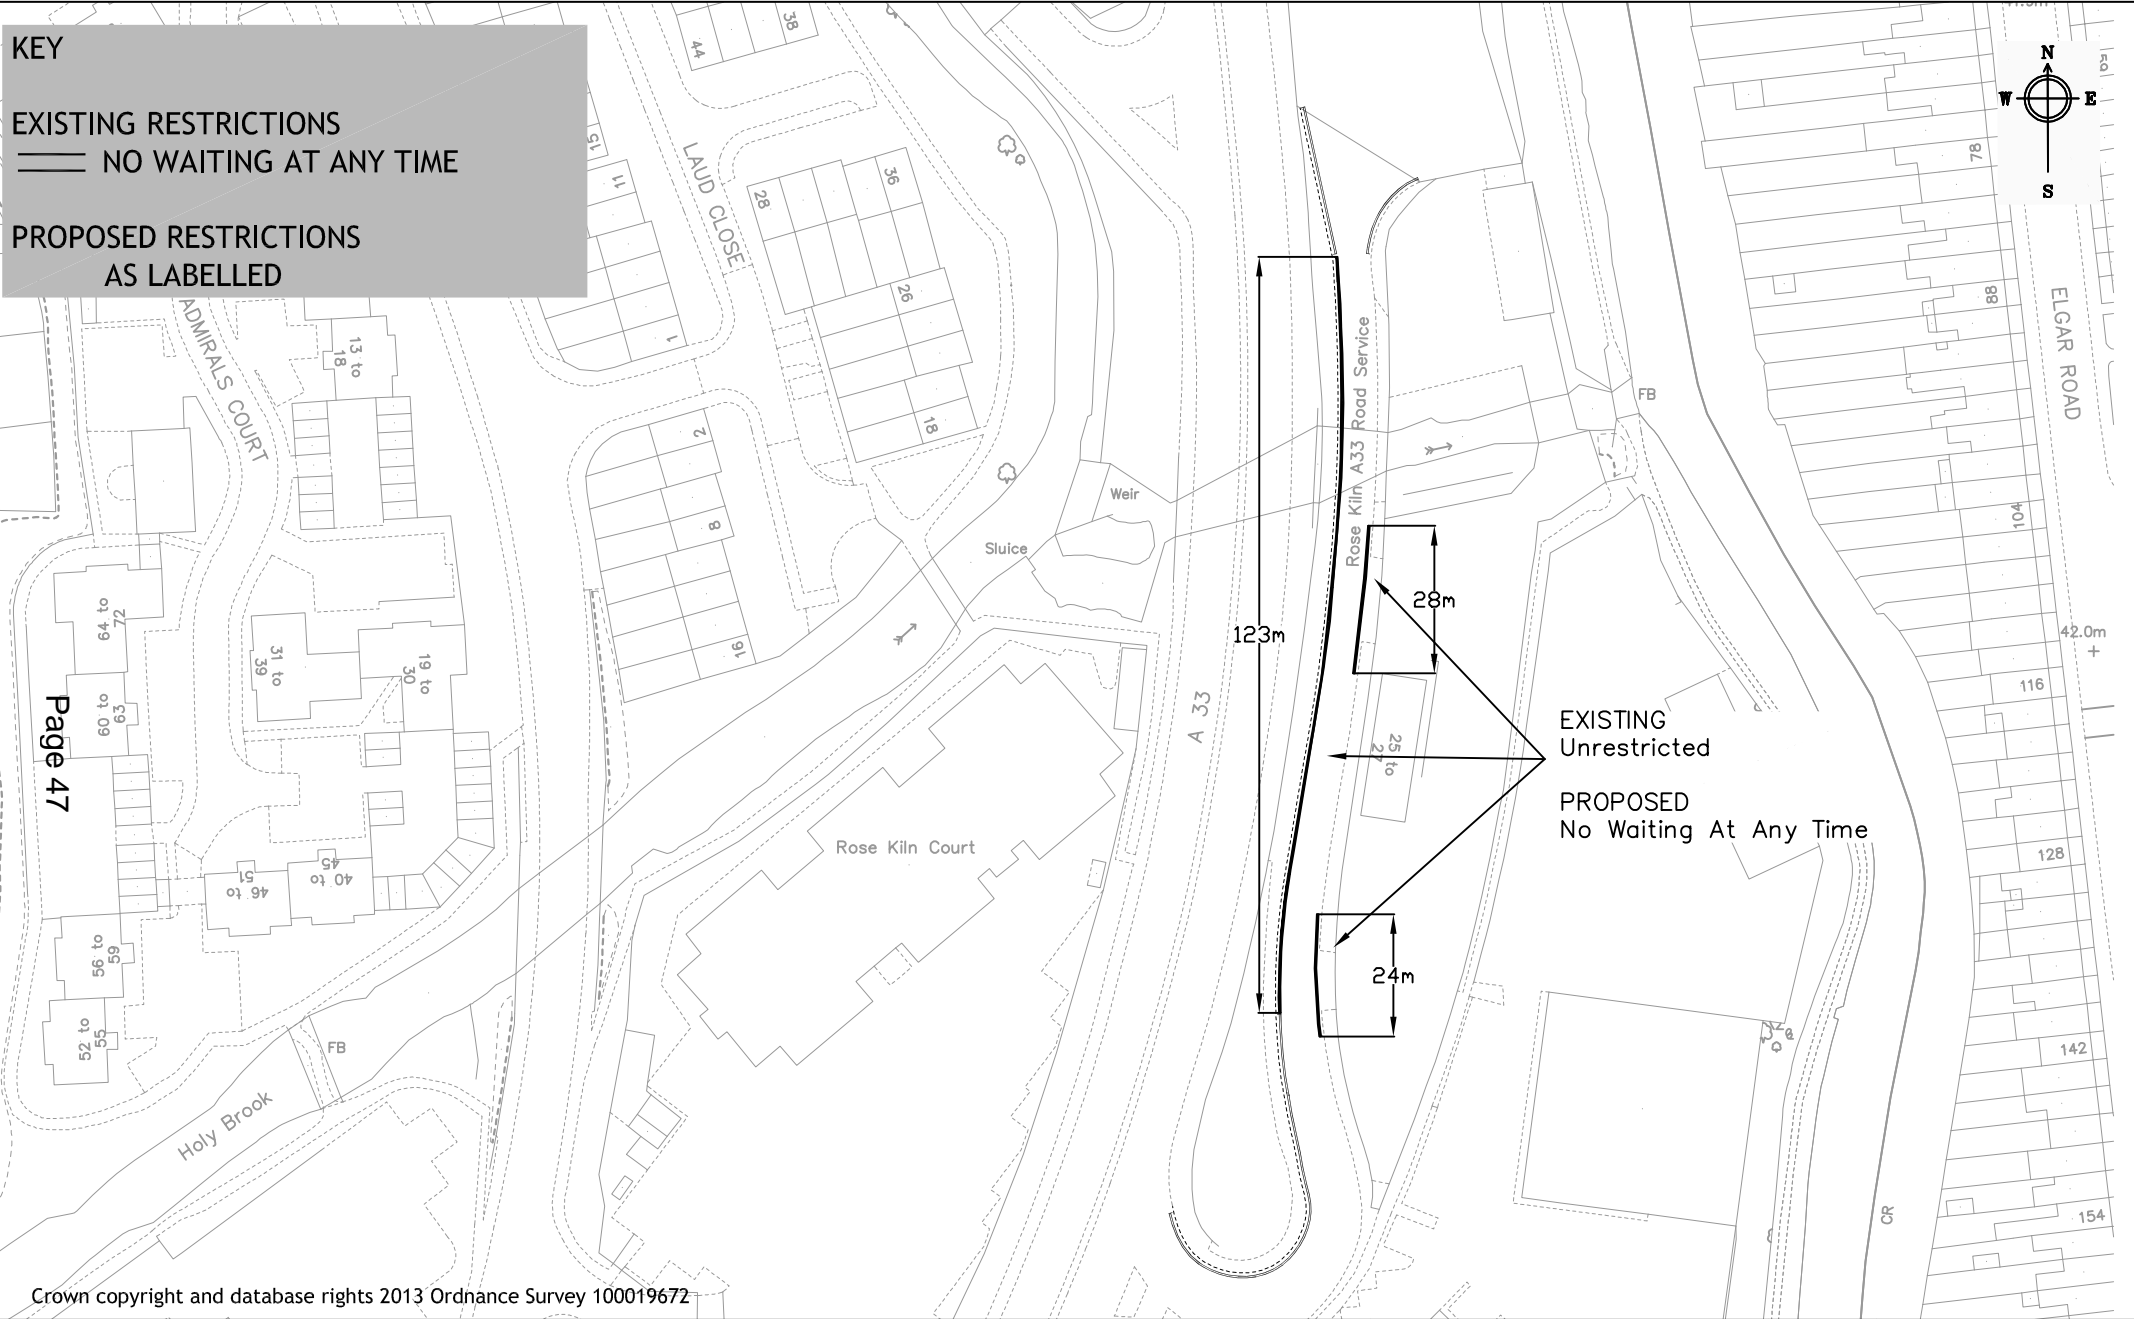 KEY
EXISTING RESTRICTIONS
NO WAITING AT ANY TIME
PROPOSED RESTRICTIONS
AS LABELLED
N
W E
S
44
38
15
11
1
LAUD CLOSE
28
36
26
18
2
8
16
ADMIRALS COURT
13 to
18
31 to
39
19 to
30
64 to
72
60 to
63
Page 47
46 to
51
40 to
45
56 to
59
52 to
55
FB
Holy Brook
Weir
Sluice
Rose Kiln Court
A 33
Rose Kiln A33 Road Service
123m
28m
24m
25 to
27
EXISTING
Unrestricted
PROPOSED
No Waiting At Any Time
FB
CR
ELGAR ROAD
78
88
104
42.0m
116
128
142
154
Crown copyright and database rights 2013 Ordnance Survey 100019672